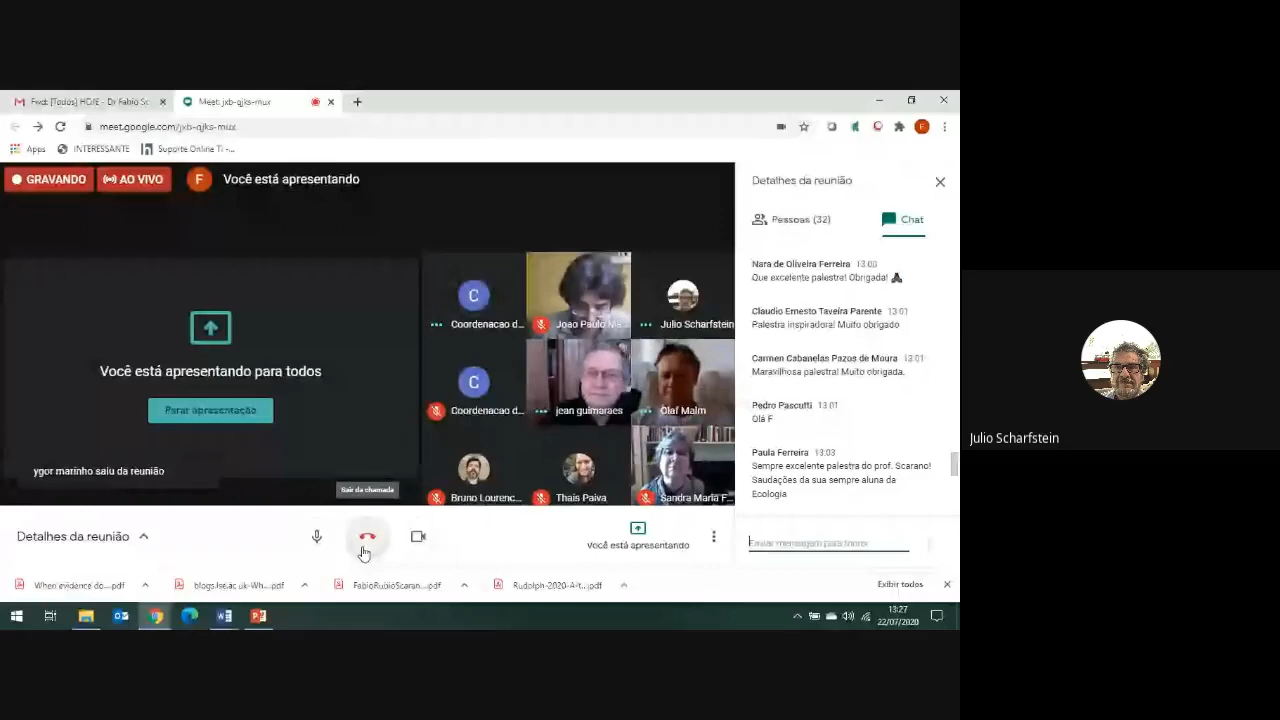 Fwd: [Todos] HCTE - Dr Fabio Sc
Meet: jxb-qjks-mux
meet.google.com/jxb-qjks-mux
Apps
INTERESSANTE
Suporte Online TI -...
GRAVANDO
AO VIVO
F
Você está apresentando
Você está apresentando para todos
Parar apresentação
ygor marinho saiu da reunião
C
Coordenacao d...
Joao Paulo
Julio Scharfstein
C
Coordenacao d...
jean guimaraes
Olaf Malm
Bruno Lourenc...
Thais Paiva
Sandra Maria F...
Sair da chamada
Detalhes da reunião
Você está apresentando
Detalhes da reunião
Pessoas (32)
Chat
Nara de Oliveira Ferreira 13:00
Que excelente palestra! Obrigada!
Claudio Ernesto Taveira Parente 13:01
Palestra inspiradora! Muito obrigado
Carmen Cabanelas Pazos de Moura 13:01
Maravilhosa palestra! Muito obrigada.
Pedro Pascutti 13:01
Olá F
Paula Ferreira 13:03
Sempre excelente palestra do prof. Scarano!
Saudações da sua sempre aluna da
Ecologia
Enviar mensagem para todos
When evidence do....pdf
blogs.lse.ac.uk-Wh....pdf
FabioRubioScaran....pdf
Rudolph-2020-A-t....pdf
Exibir todos
13:27
22/07/2020
Julio Scharfstein